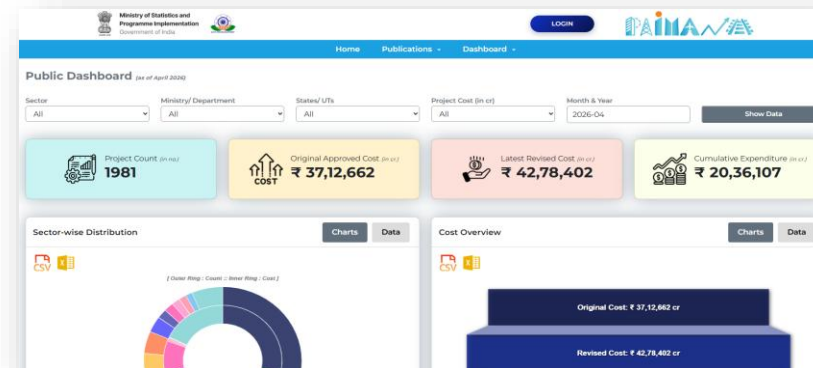 Ministry of Statistics and
Programme Implementation
Government of India
LOGIN
PAIMANA
Home Publications Dashboard
Public Dashboard (as of April 2026)
Sector Ministry/ Department States/ UTs Project Cost (in cr) Month & Year
All All All All 2026-04 Show Data
Project Count (in no.)
1981
COST
Original Approved Cost (in cr.)
₹ 37,12,662
Latest Revised Cost (in cr.)
₹ 42,78,402
Cumulative Expenditure (in cr.)
₹ 20,36,107
Sector-wise Distribution Charts Data
CSV
[ Outer Ring : Count :: Inner Ring : Cost ]
Cost Overview Charts Data
CSV
Original Cost: ₹ 37,12,662 cr
Revised Cost: ₹ 42,78,402 cr